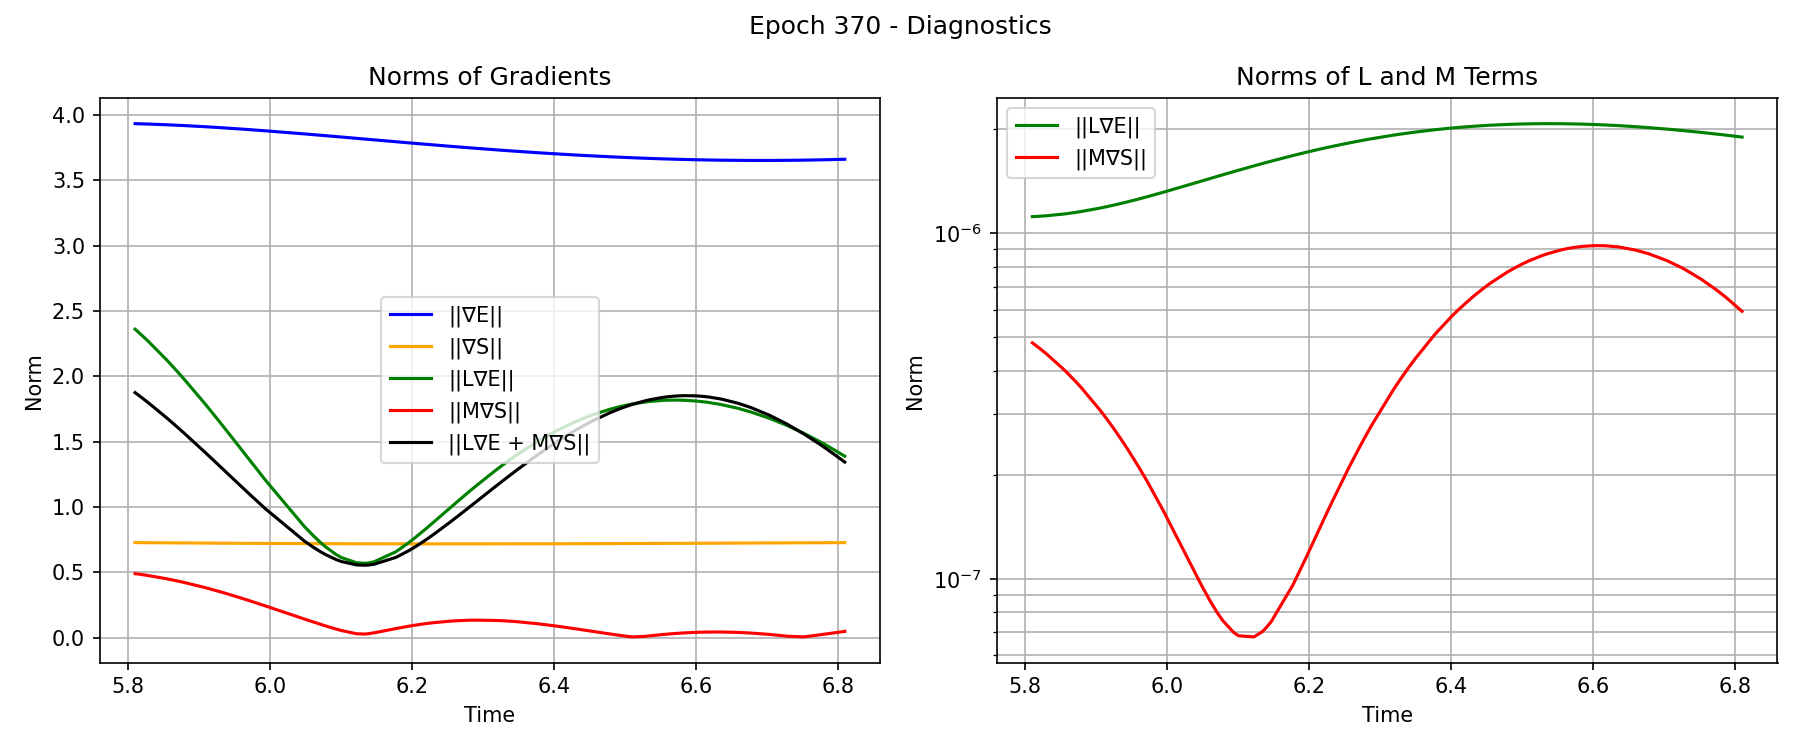 Epoch 370 - Diagnostics
Norms of Gradients
4.0
3.5
3.0
2.5
2.0
1.5
1.0
0.5
0.0
Norm
||∇E||
||∇S||
||L∇E||
||M∇S||
||L∇E + M∇S||
5.8
6.0
6.2
6.4
6.6
6.8
Time
Norms of L and M Terms
||L∇E||
||M∇S||
10⁻⁶
10⁻⁷
Norm
5.8
6.0
6.2
6.4
6.6
6.8
Time